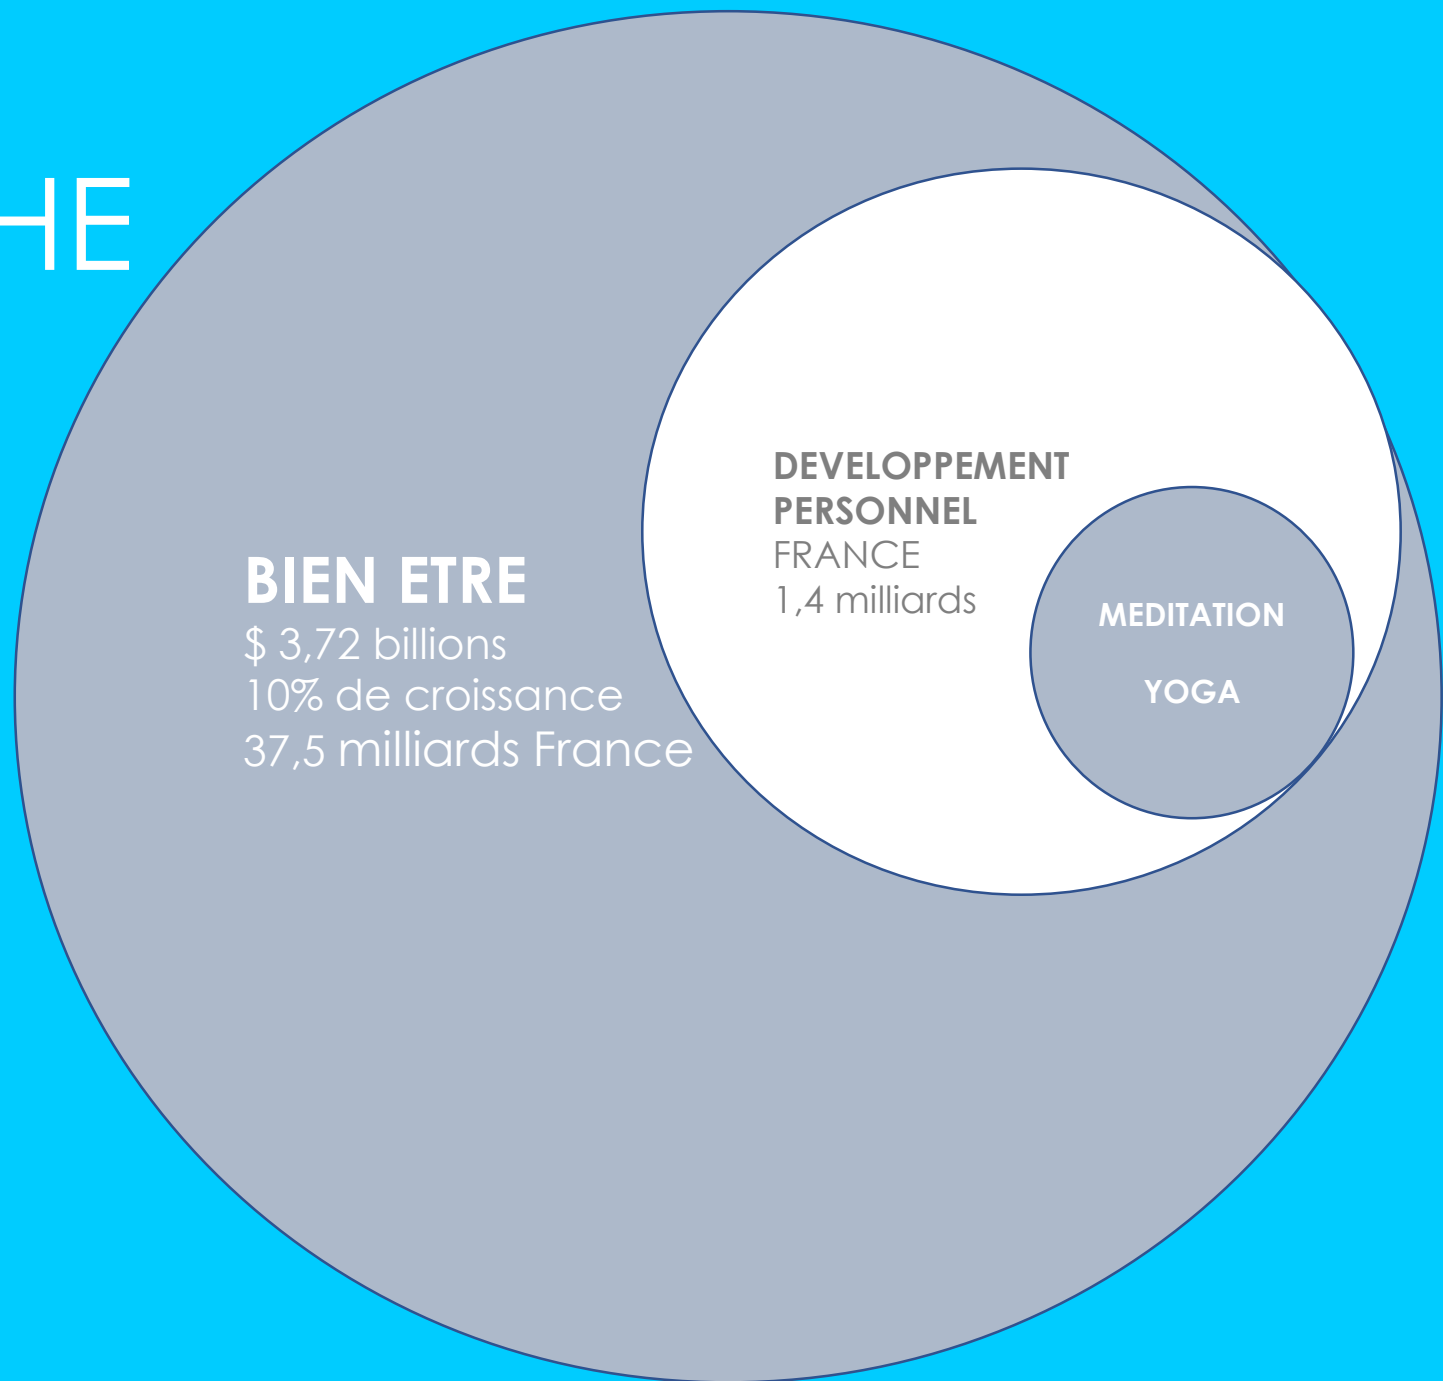 HE
DEVELOPPEMENT
PERSONNEL
FRANCE
1,4 milliards
BIEN ETRE
$ 3,72 billions
10% de croissance
37,5 milliards France
MEDITATION
YOGA